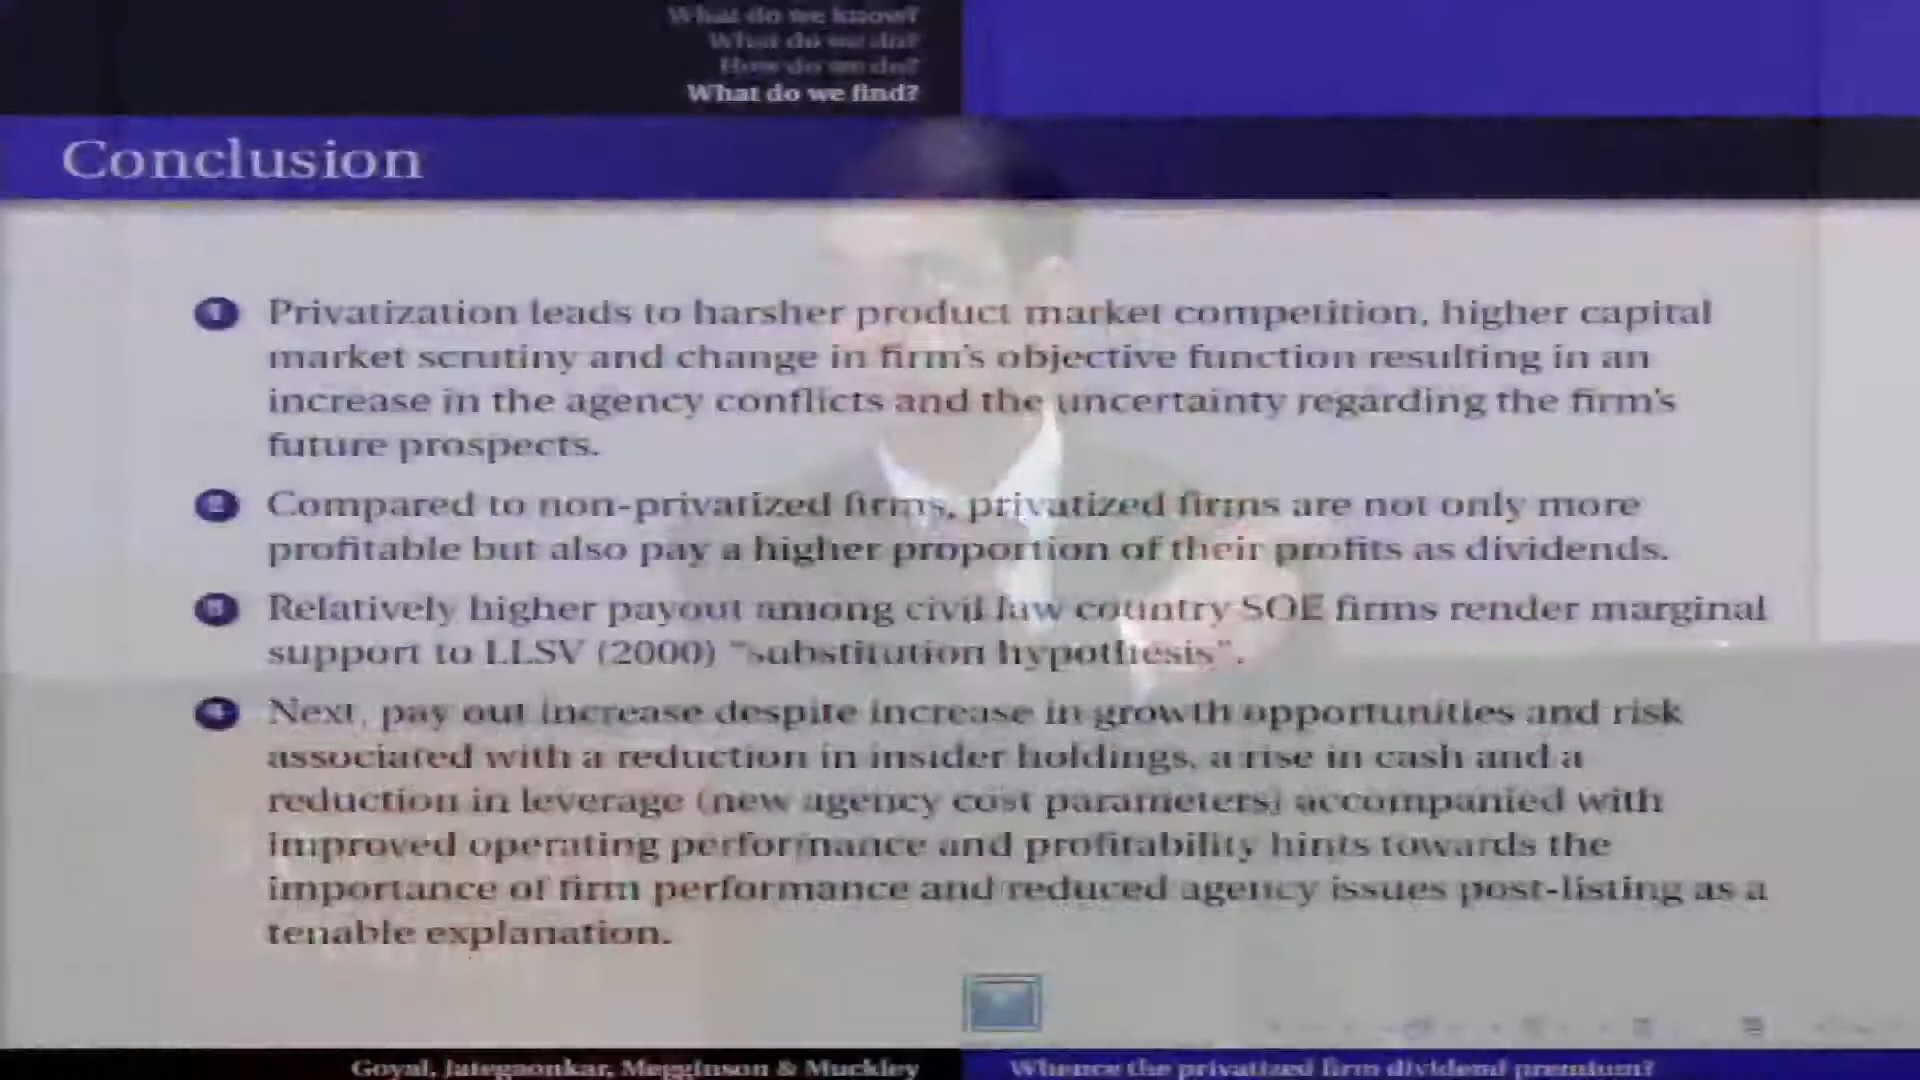 What do we know?
What do we do?
How do we do?
What do we find?
Conclusion
1 Privatization leads to harsher product market competition, higher capital
market scrutiny and change in firm's objective function resulting in an
increase in the agency conflicts and the uncertainty regarding the firm's
future prospects.
2 Compared to non-privatized firms, privatized firms are not only more
profitable but also pay a higher proportion of their profits as dividends.
3 Relatively higher payout among civil law country SOE firms render marginal
support to LLSV (2000) "substitution hypothesis".
4 Next, pay out increase despite increase in growth opportunities and risk
associated with a reduction in insider holdings, a rise in cash and a
reduction in leverage (new agency cost parameters) accompanied with
improved operating performance and profitability hints towards the
importance of firm performance and reduced agency issues post-listing as a
tenable explanation.
Goyal, Jategaonkar, Megginson & Muckley
Whence the privatized firm dividend premium?